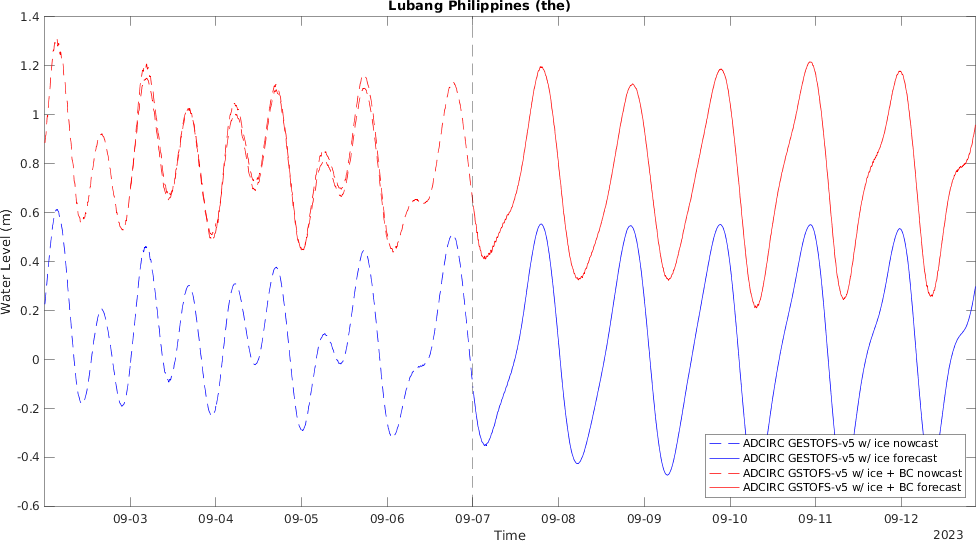 Lubang Philippines (the)
1.4
1.2
1
0.8
0.6
0.4
0.2
0
-0.2
-0.4
-0.6
Water Level (m)
ADCIRC GESTOFS-v5 w/ ice nowcast
ADCIRC GESTOFS-v5 w/ ice forecast
ADCIRC GSTOFS-v5 w/ ice + BC nowcast
ADCIRC GSTOFS-v5 w/ ice + BC forecast
09-03 09-04 09-05 09-06 09-07 09-08 09-09 09-10 09-11 09-12
Time
2023